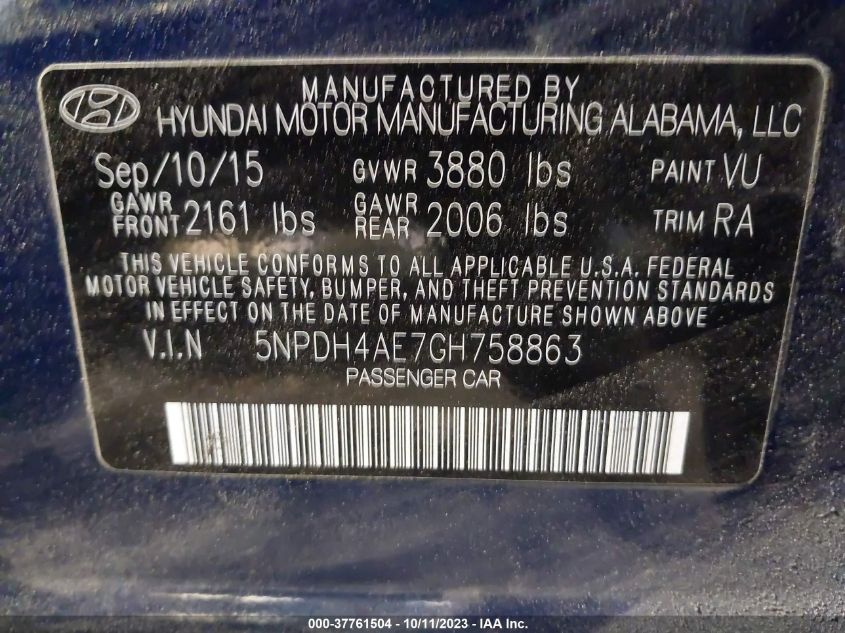 MANUFACTURED BY
HYUNDAI MOTOR MANUFACTURING ALABAMA, LLC
Sep/10/15 GVWR 3880 lbs PAINT VU
GAWR FRONT 2161 lbs GAWR REAR 2006 lbs TRIM RA
THIS VEHICLE CONFORMS TO ALL APPLICABLE U.S.A. FEDERAL
MOTOR VEHICLE SAFETY, BUMPER, AND THEFT PREVENTION STANDARDS
IN EFFECT ON THE DATE OF MANUFACTURE SHOWN ABOVE
V.I.N 5NPDH4AE7GH758863
PASSENGER CAR
000-37761504 - 10/11/2023 - IAA Inc.